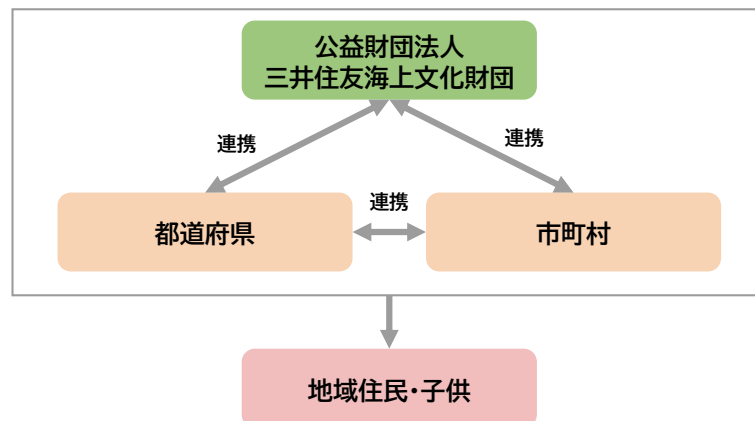 公益財団法人
三井住友海上文化財団
連携
連携
連携
都道府県
市町村
地域住民・子供